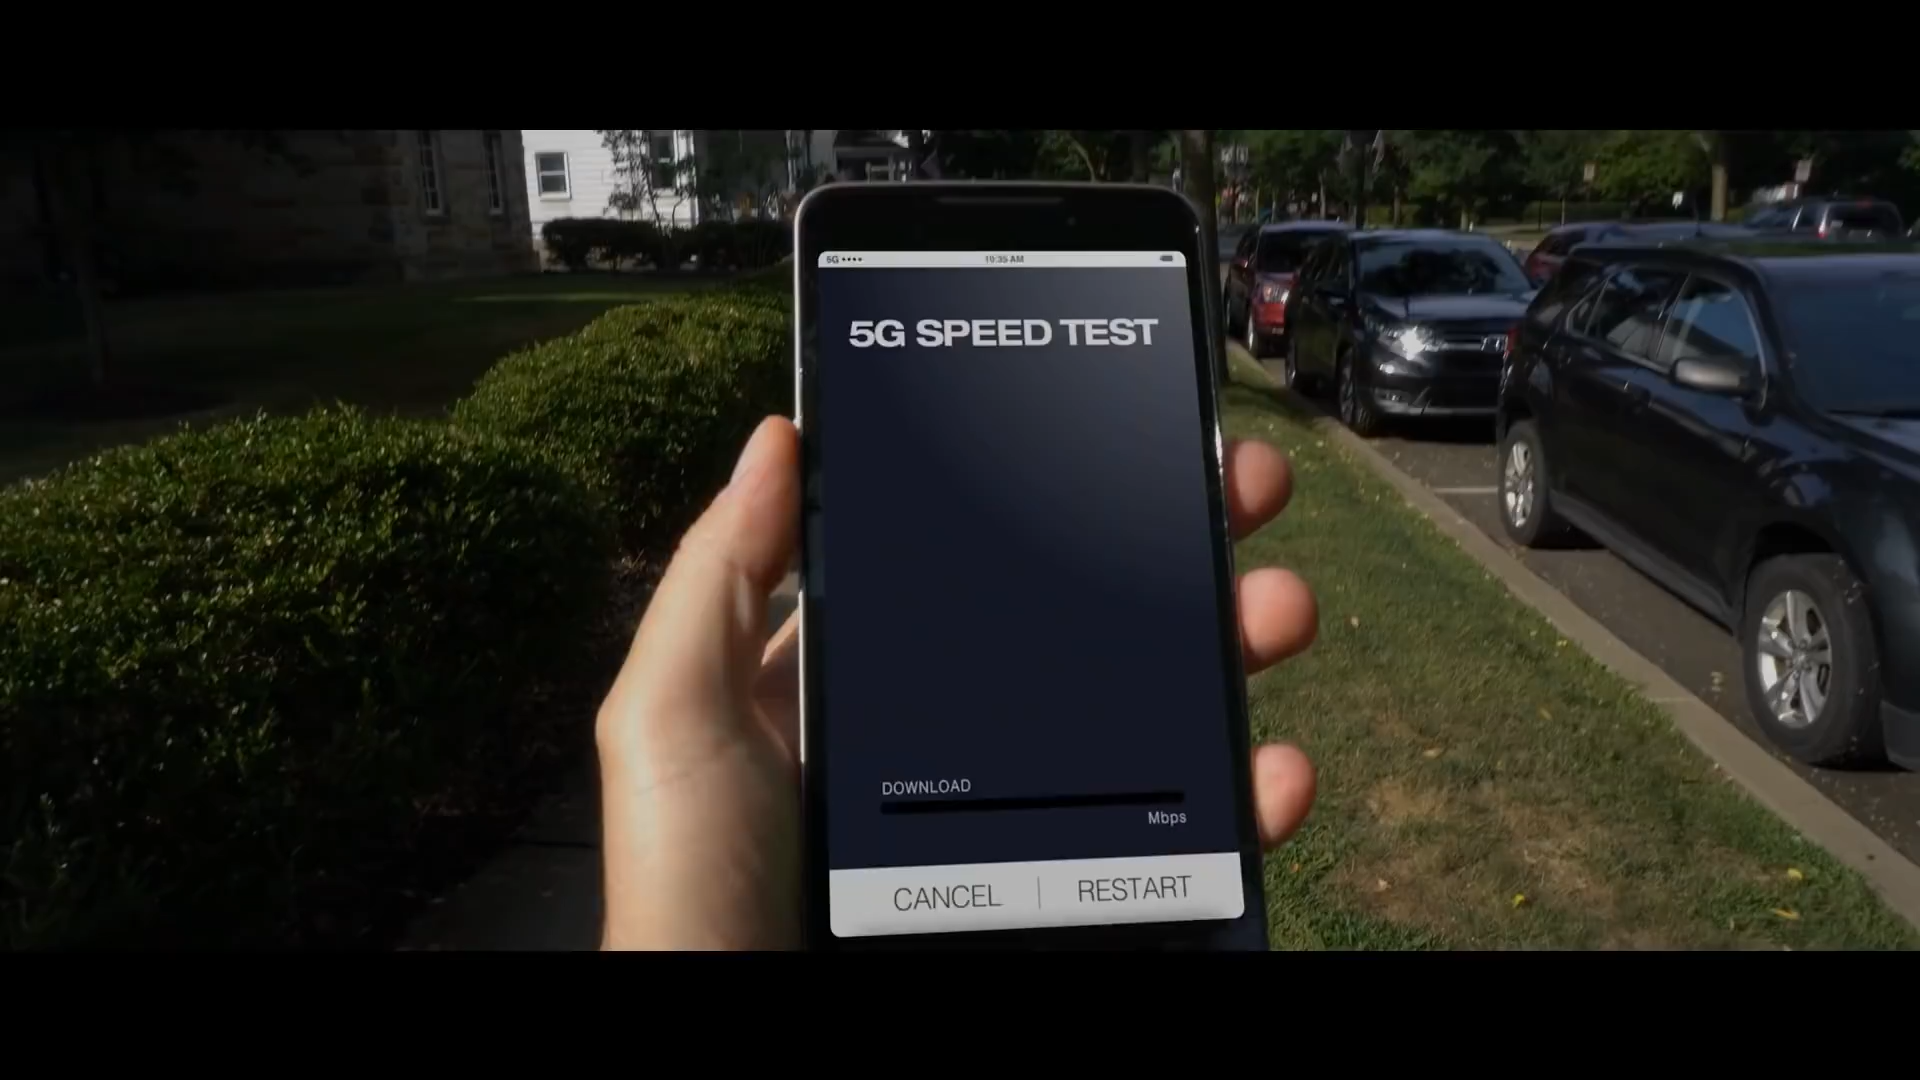 5G
10:35 AM
5G SPEED TEST
DOWNLOAD
Mbps
CANCEL
RESTART